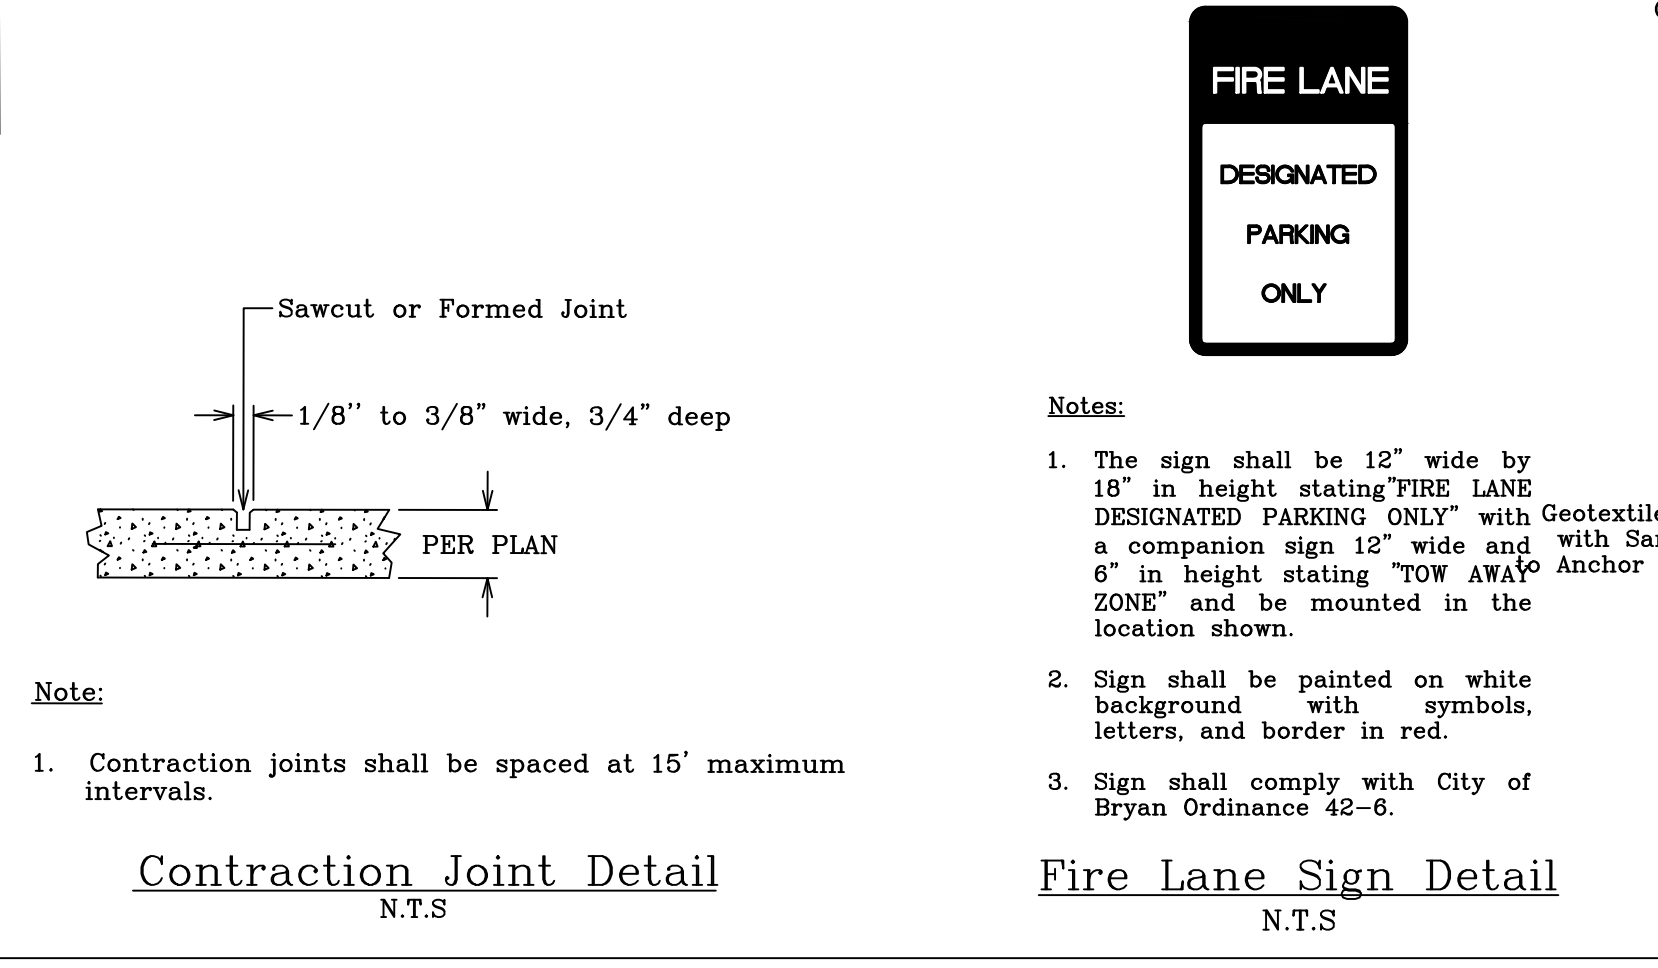 Sawcut or Formed Joint
1/8'' to 3/8" wide, 3/4" deep
PER PLAN
Note:
1. Contraction joints shall be spaced at 15' maximum
intervals.
Contraction Joint Detail
N.T.S
FIRE LANE
DESIGNATED
PARKING
ONLY
Notes:
1. The sign shall be 12" wide by
18" in height stating"FIRE LANE
DESIGNATED PARKING ONLY" with
a companion sign 12" wide and
6" in height stating "TOW AWAY
ZONE" and be mounted in the
location shown.
2. Sign shall be painted on white
background with symbols,
letters, and border in red.
3. Sign shall comply with City of
Bryan Ordinance 42-6.
Fire Lane Sign Detail
N.T.S
Geotextile
with
to Anchor